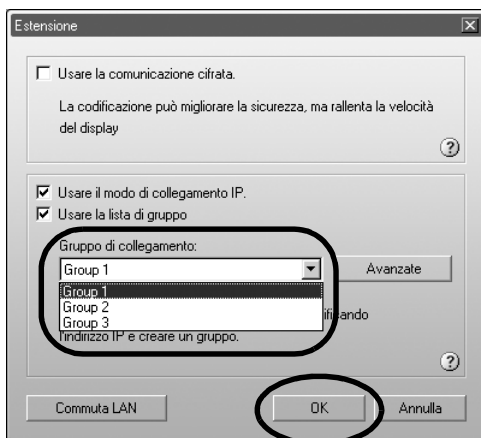 Estensione
Usare la comunicazione cifrata.
La codificazione può migliorare la sicurezza, ma rallenta la velocità
del display
?
Usare il modo di collegamento IP.
Usare la lista di gruppo
Gruppo di collegamento:
Group 1
Avanzate
Group 1
Group 2
Group 3
l'indirizzo IP e creare un gruppo.
?
Commuta LAN
OK
Annulla